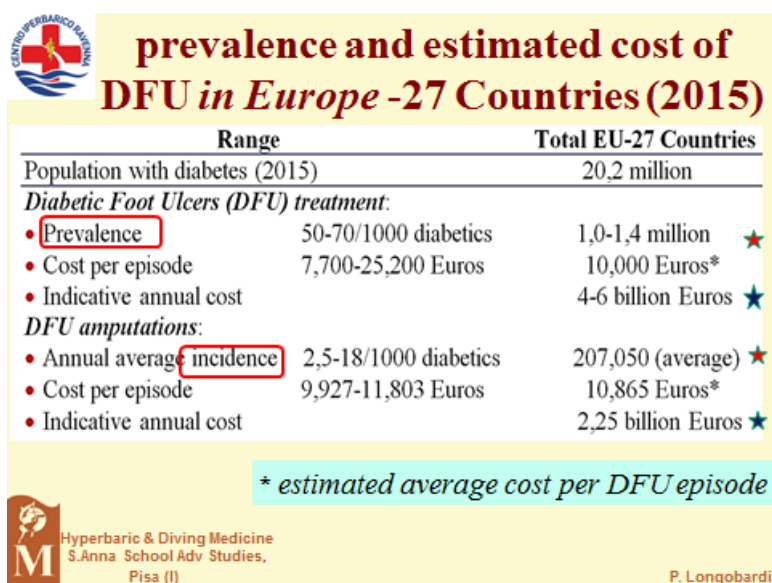 CENTRO IPERBARICO RAVENNA
prevalence and estimated cost of
DFU in Europe -27 Countries (2015)
Range Total EU-27 Countries
Population with diabetes (2015) 20,2 million
Diabetic Foot Ulcers (DFU) treatment:
• Prevalence 50-70/1000 diabetics 1,0-1,4 million
• Cost per episode 7,700-25,200 Euros 10,000 Euros*
• Indicative annual cost 4-6 billion Euros
DFU amputations:
• Annual average incidence 2,5-18/1000 diabetics 207,050 (average)
• Cost per episode 9,927-11,803 Euros 10,865 Euros*
• Indicative annual cost 2,25 billion Euros
* estimated average cost per DFU episode
M
Hyperbaric & Diving Medicine
S.Anna School Adv Studies,
Pisa (I)
P. Longobardi